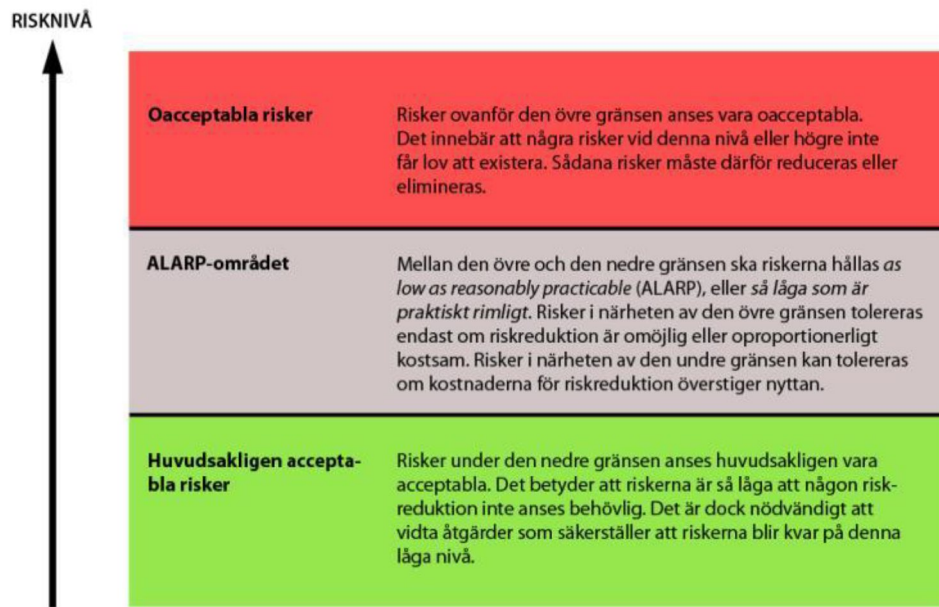 RISKNIVÅ
Oacceptabla risker
Risker ovanför den övre gränsen anses vara oacceptabla.
Det innebär att några risker vid denna nivå eller högre inte
får lov att existera. Sådana risker måste därför reduceras eller
elimineras.
ALARP-området
Mellan den övre och den nedre gränsen ska riskerna hållas as
low as reasonably practicable (ALARP), eller så låga som är
praktiskt rimligt. Risker i närheten av den övre gränsen tolereras
endast om riskreduktion är omöjlig eller oproportionerligt
kostsam. Risker i närheten av den undre gränsen kan tolereras
om kostnaderna för riskreduktion överstiger nyttan.
Huvudsakligen accepta-
bla risker
Risker under den nedre gränsen anses huvudsakligen vara
acceptabla. Det betyder att riskerna är så låga att någon risk-
reduktion inte anses behövlig. Det är dock nödvändigt att
vidta åtgärder som säkerställer att riskerna blir kvar på denna
låga nivå.